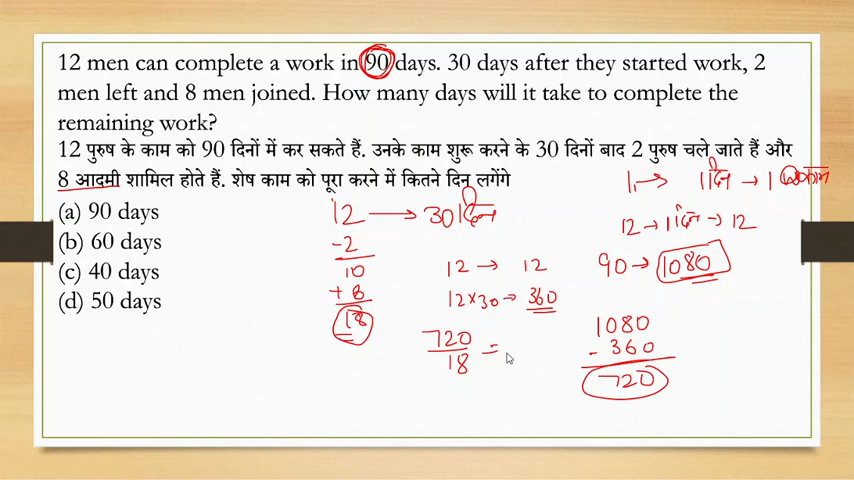 12 men can complete a work in 90 days. 30 days after they started work, 2
men left and 8 men joined. How many days will it take to complete the
remaining work?
12 पुरुष के काम को 90 दिनों में कर सकते हैं. उनके काम शुरू करने के 30 दिनों बाद 2 पुरुष चले जाते हैं और
8 आदमी शामिल होते हैं. शेष काम को पूरा करने में कितने दिन लगेंगे
(a) 90 days
(b) 60 days
(c) 40 days
(d) 50 days
12 → 30 दिन
-2
10
+ 8
18
12 → 12
12×30 → 360
720
18 =
1 → 1 दिन → 1 काम
12 → 1 दिन → 12
90 → 1080
1080
- 360
720